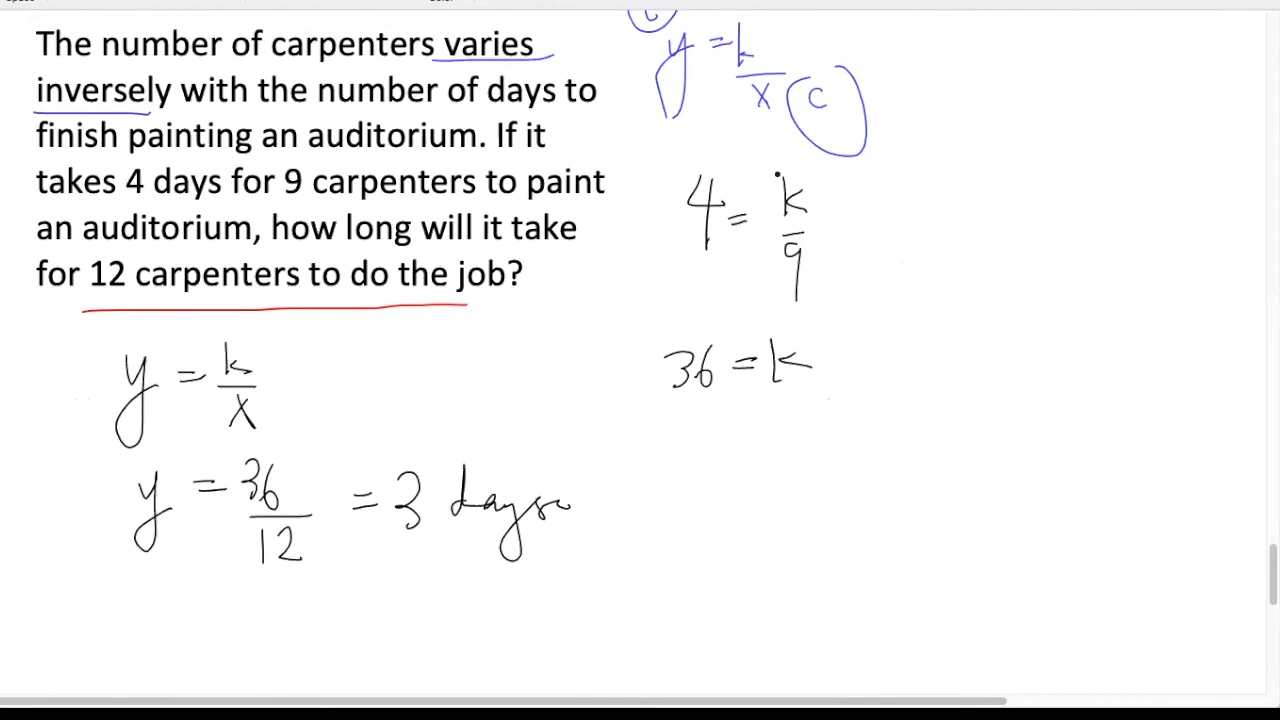 The number of carpenters varies
inversely with the number of days to
finish painting an auditorium. If it
takes 4 days for 9 carpenters to paint
an auditorium, how long will it take
for 12 carpenters to do the job?
y = k
x
c
4 = k
9
36 = k
y = k
x
y = 36 = 3 days
12